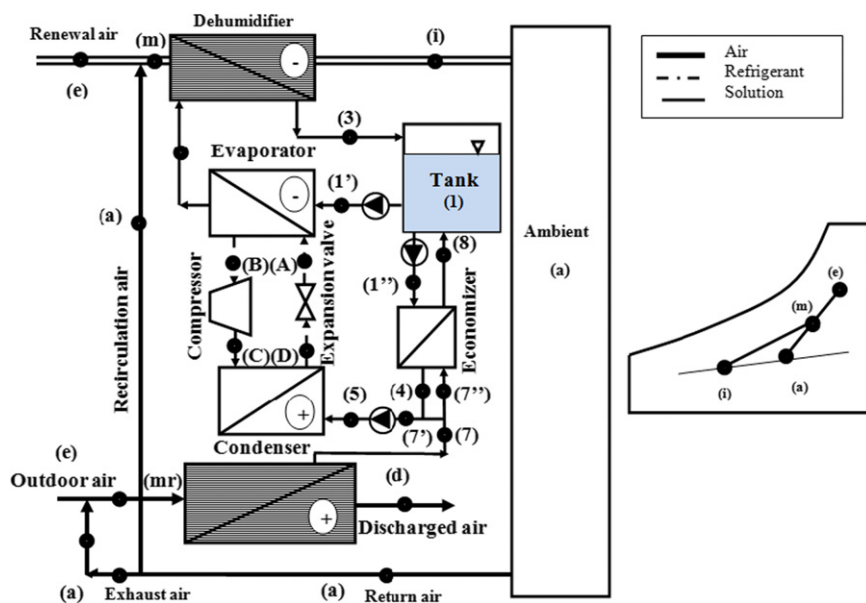 Dehumidifier
Renewal air
(m)
(i)
-
(e)
(3)
Evaporator
(1')
-
Tank
(1)
(a)
(8)
Ambient
(a)
(B)
(A)
(1'')
Compressor
Expansion valve
Economizer
Recirculation air
(C)
(D)
(4)
(7'')
(5)
+
(7')
(7)
Condenser
(e)
Outdoor air
(mr)
(d)
+
Discharged air
(a)
Exhaust air
(a)
Return air
Air
Refrigerant
Solution
(e)
(m)
(i)
(a)